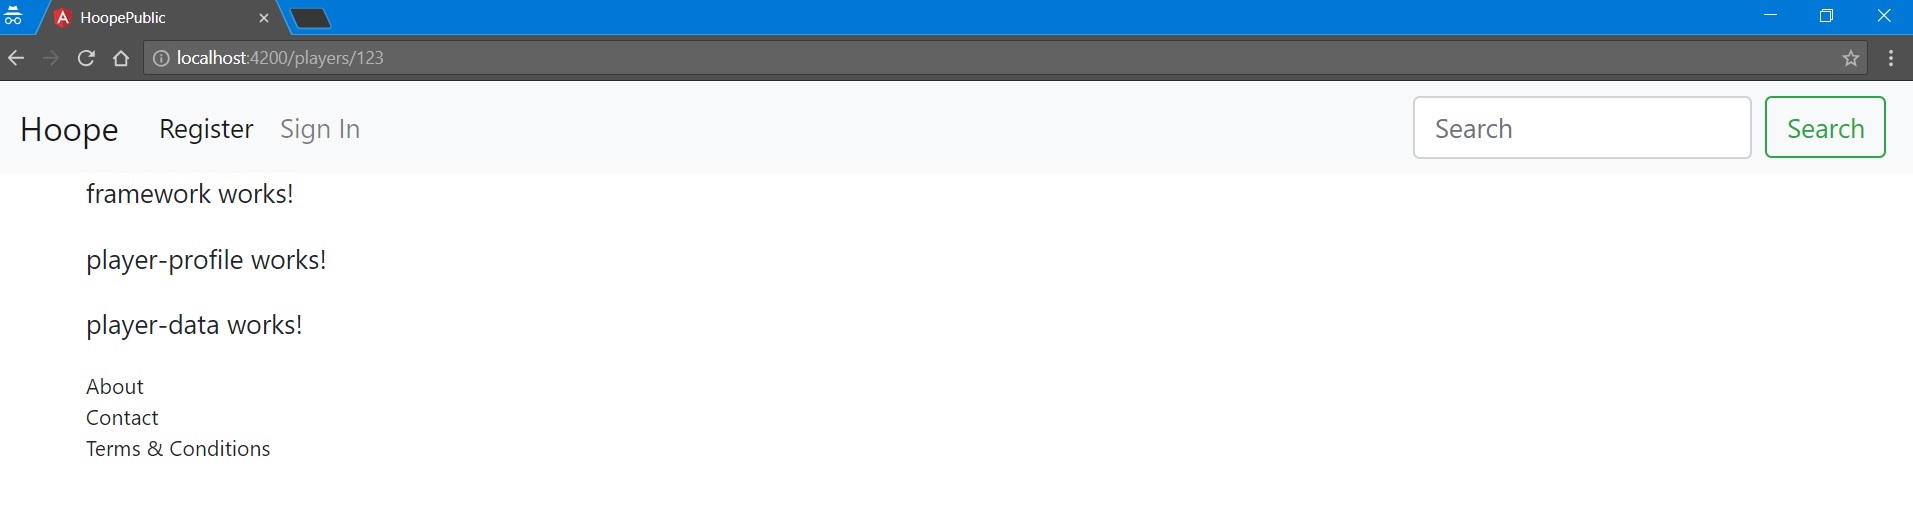 HoopePublic
localhost:4200/players/123
Hoope Register Sign In Search Search
framework works!
player-profile works!
player-data works!
About
Contact
Terms & Conditions